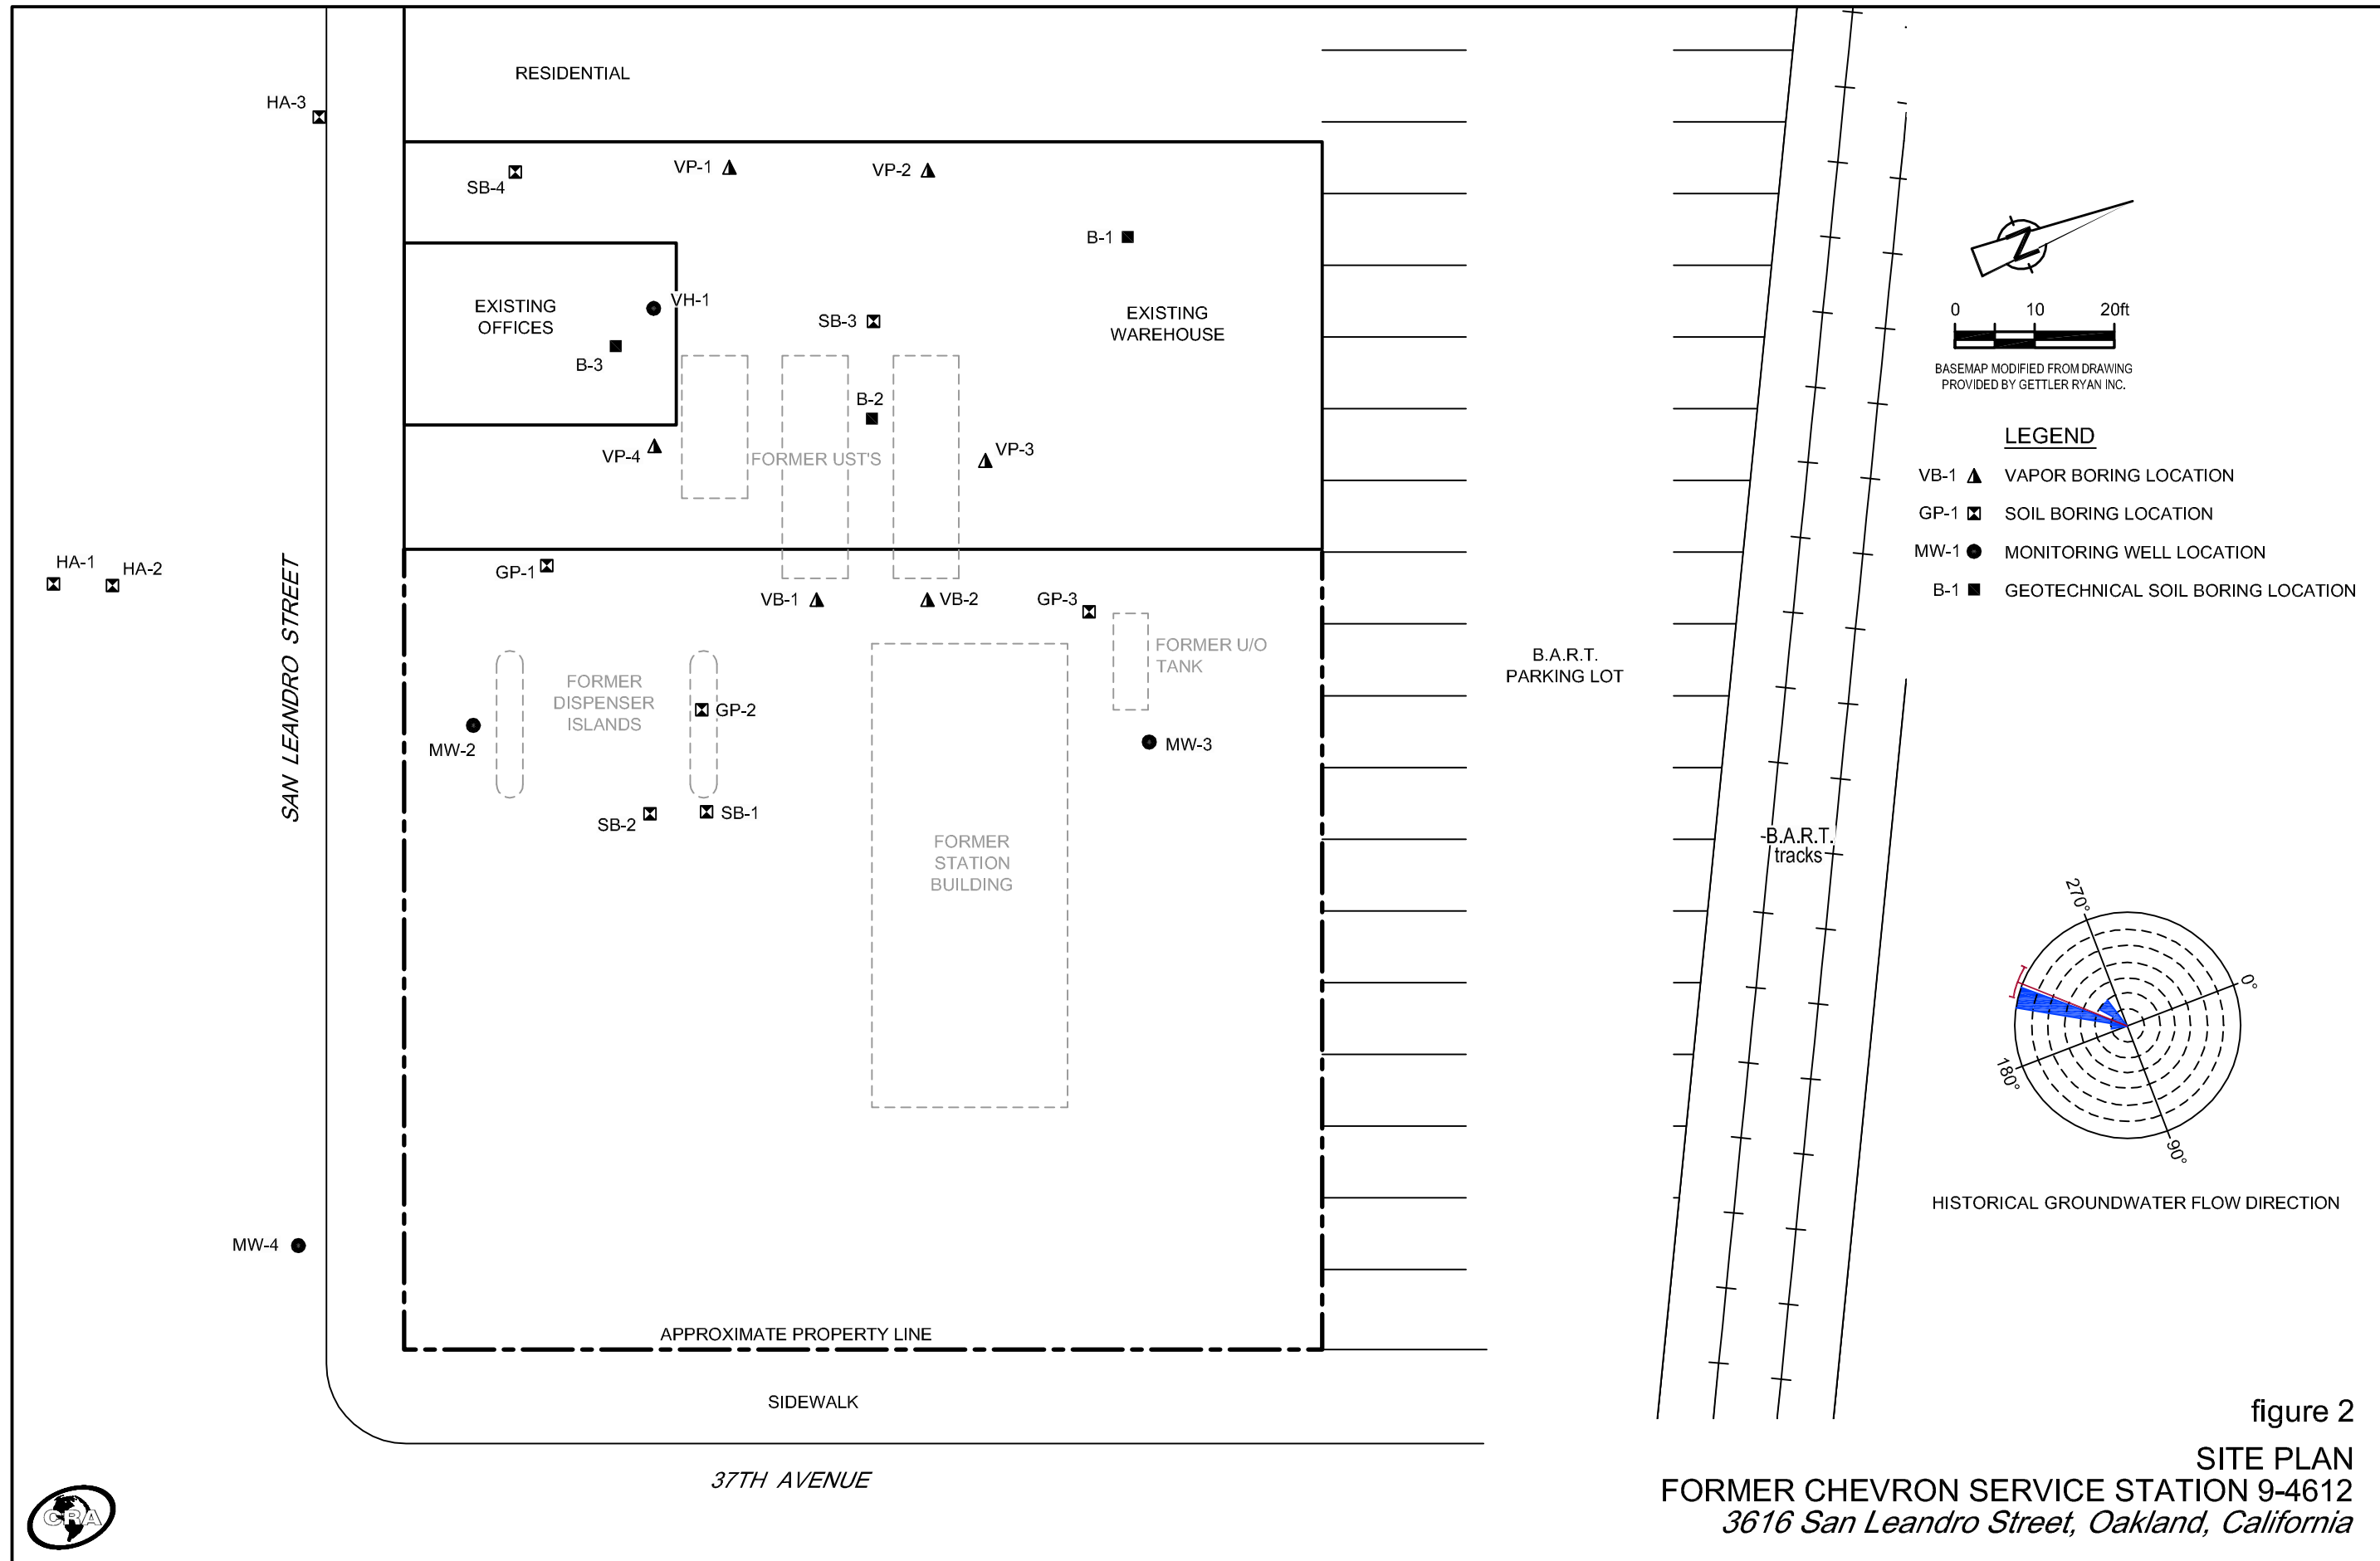 RESIDENTIAL
HA-3
SB-4
VP-1
VP-2
B-1
EXISTING
OFFICES
VH-1
B-3
SB-3
EXISTING
WAREHOUSE
B-2
VP-4
FORMER UST'S
VP-3
HA-1
HA-2
SAN LEANDRO STREET
GP-1
VB-1
VB-2
GP-3
FORMER U/O
TANK
FORMER
DISPENSER
ISLANDS
GP-2
MW-2
MW-3
SB-2
SB-1
FORMER
STATION
BUILDING
B.A.R.T.
PARKING LOT
B.A.R.T.
tracks
MW-4
APPROXIMATE PROPERTY LINE
SIDEWALK
37TH AVENUE
CRA
Z
0 10 20ft
BASEMAP MODIFIED FROM DRAWING
PROVIDED BY GETTLER RYAN INC.
LEGEND
VB-1 VAPOR BORING LOCATION
GP-1 SOIL BORING LOCATION
MW-1 MONITORING WELL LOCATION
B-1 GEOTECHNICAL SOIL BORING LOCATION
270°
0°
180°
90°
HISTORICAL GROUNDWATER FLOW DIRECTION
figure 2
SITE PLAN
FORMER CHEVRON SERVICE STATION 9-4612
3616 San Leandro Street, Oakland, California